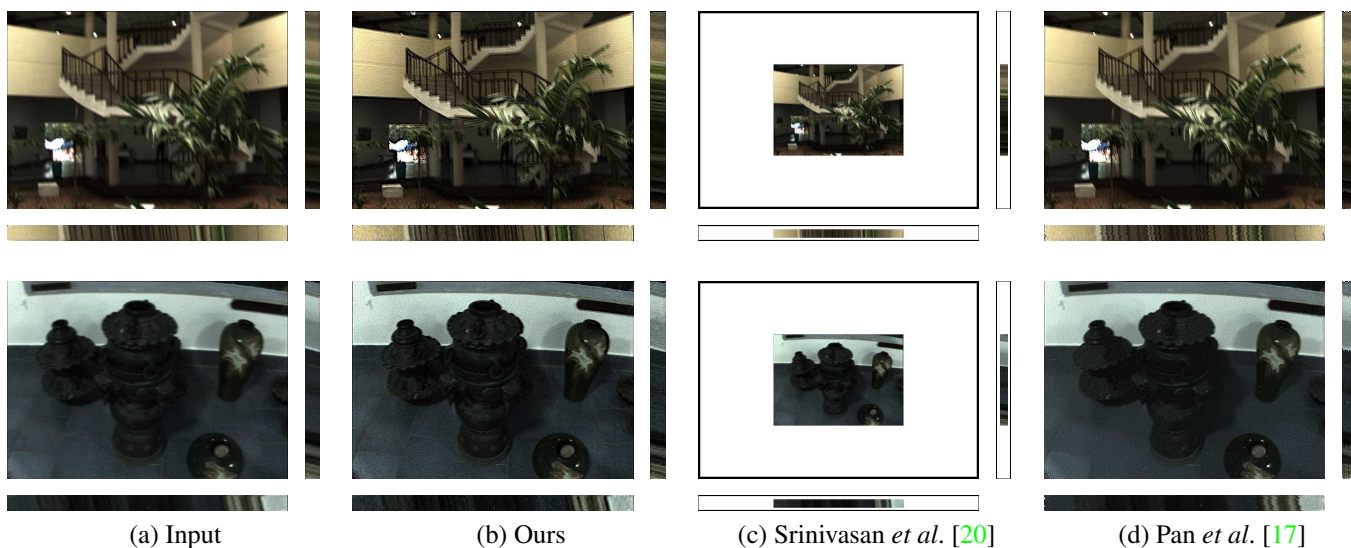 (a) Input
(b) Ours
(c) Srinivasan et al. [20]
(d) Pan et al. [17]